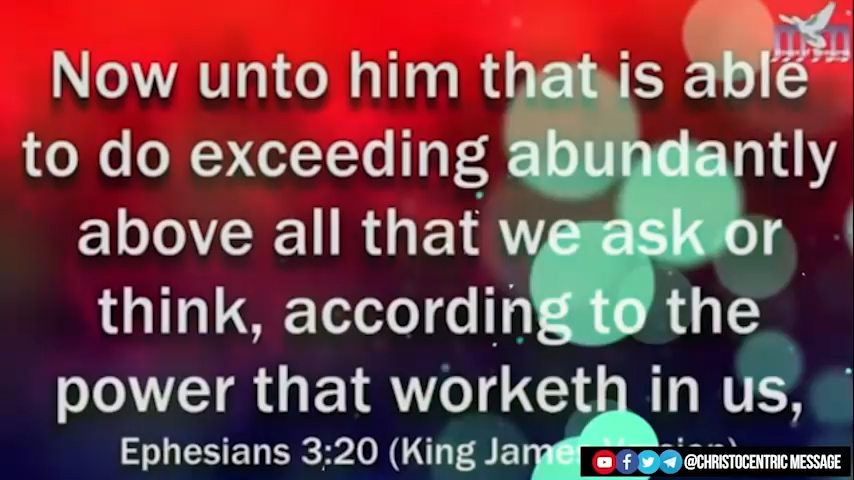 Now unto him that is able
to do exceeding abundantly
above all that we ask or
think, according to the
power that worketh in us,
Ephesians 3:20 (King James Version)
@CHRISTOCENTRIC MESSAGE